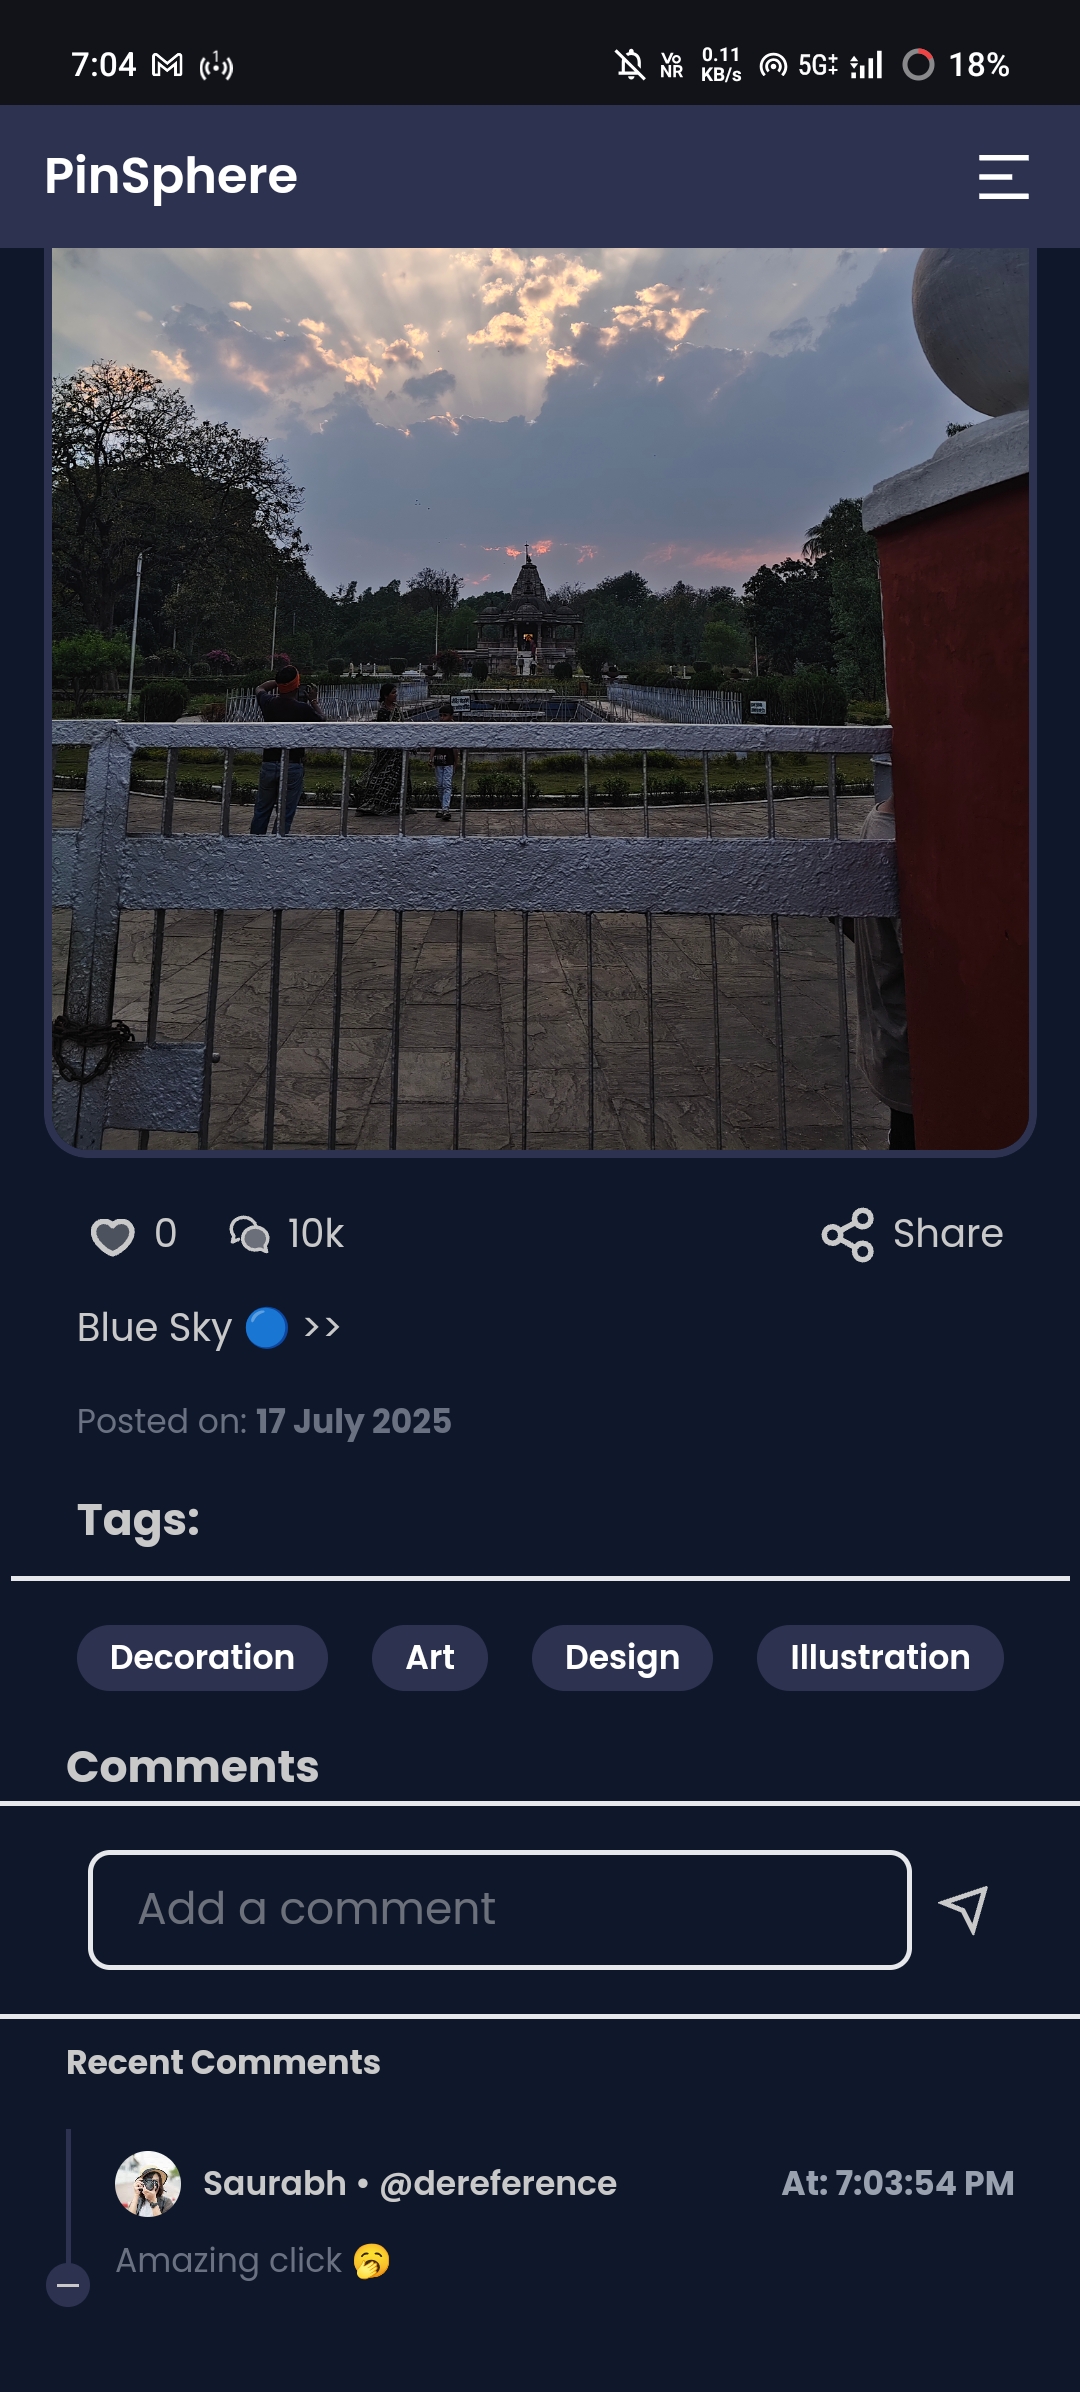 7:04 Vo NR 0.11 KB/s 5G 18%
PinSphere
0 10k Share
Blue Sky 🔵 >>
Posted on: 17 July 2025
Tags:
Decoration Art Design Illustration
Comments
Add a comment
Recent Comments
Saurabh • @dereference At: 7:03:54 PM
Amazing click 🥱